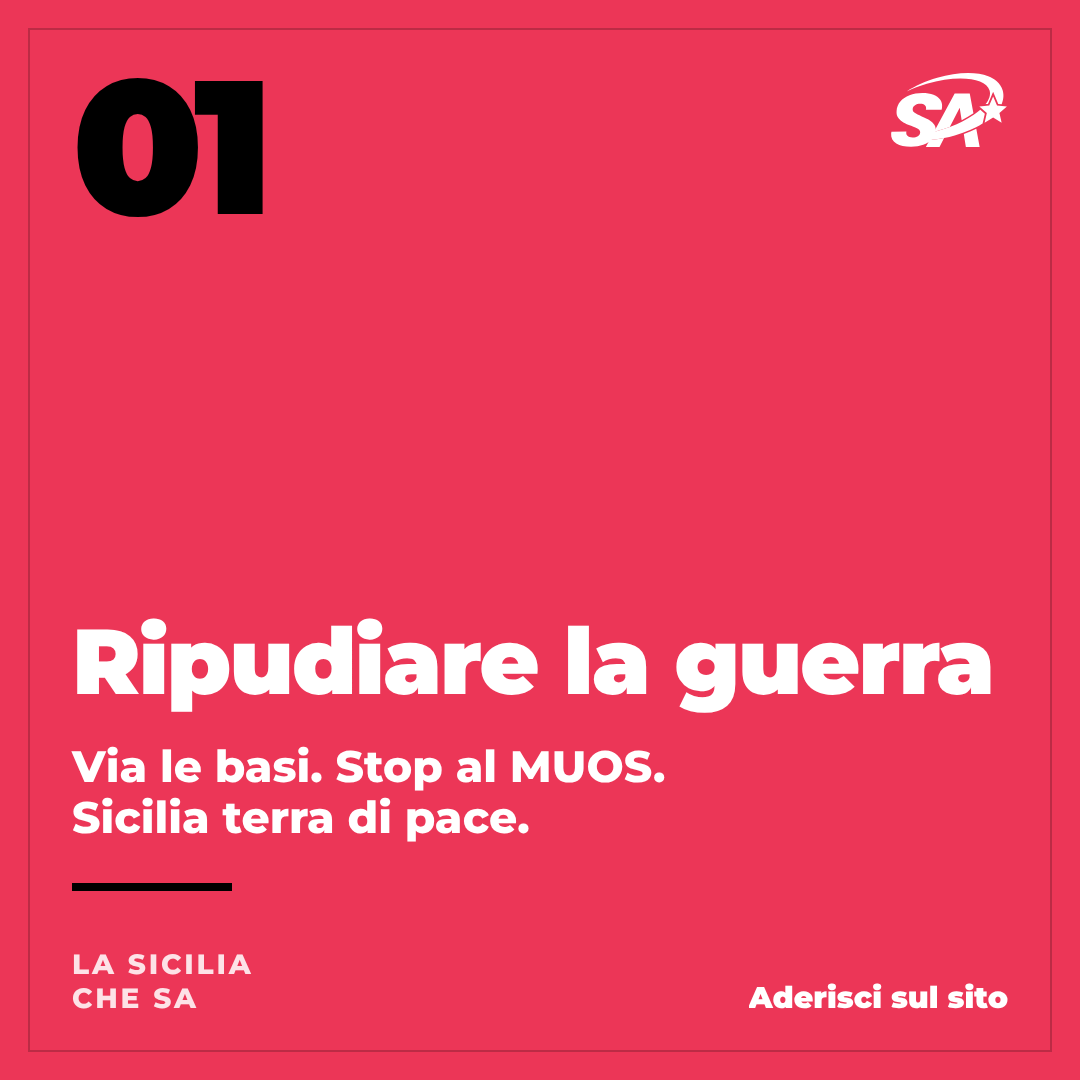 01
SA
Ripudiare la guerra
Via le basi. Stop al MUOS.
Sicilia terra di pace.
LA SICILIA
CHE SA
Aderisci sul sito